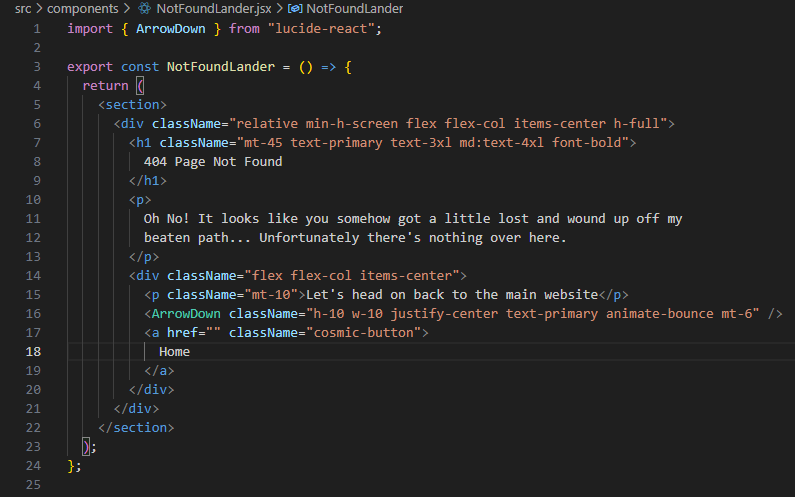 src > components > NotFoundLander.jsx > NotFoundLander
1 import { ArrowDown } from "lucide-react";
2
3 export const NotFoundLander = () => {
4   return (
5     <section>
6       <div className="relative min-h-screen flex flex-col items-center h-full">
7         <h1 className="mt-45 text-primary text-3xl md:text-4xl font-bold">
8           404 Page Not Found
9         </h1>
10         <p>
11           Oh No! It looks like you somehow got a little lost and wound up off my
12           beaten path... Unfortunately there's nothing over here.
13         </p>
14         <div className="flex flex-col items-center">
15           <p className="mt-10">Let's head on back to the main website</p>
16           <ArrowDown className="h-10 w-10 justify-center text-primary animate-bounce mt-6" />
17           <a href="" className="cosmic-button">
18             Home
19           </a>
20         </div>
21       </div>
22     </section>
23   );
24 };
25